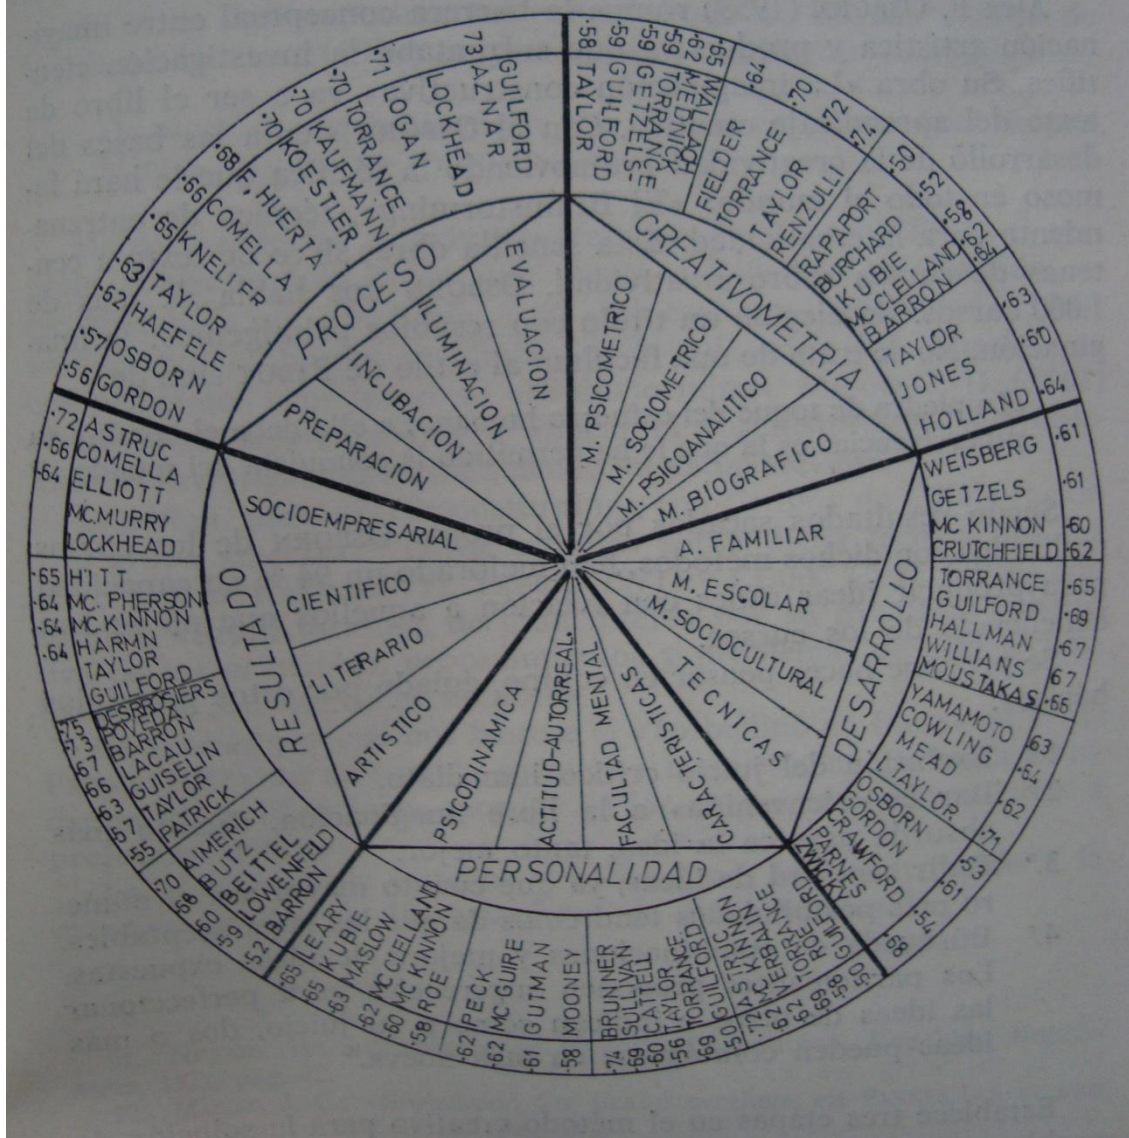 PROCESO
PREPARACION
INCUBACION
ILUMINACION
EVALUACION
·56 GORDON
·57 OSBORN
·62 HAEFELE
·63 TAYLOR
·65 KNELLER
·66 COMELLA
·68 F. HUERTA
·70 KOESTLER
·70 KAUFMANN
·70 TORRANCE
·71 LOGAN
LOCKHEAD
73 AZNAR
GUILFORD
CREATIVOMETRIA
M. PSICOMETRICO
M. SOCIOMETRICO
M. PSICOANALITICO
M. BIOGRAFICO
·58 TAYLOR
·59 GUILFORD
·59 GETZELS
·59 TORRANCE
·62 MEDNICK
·65 WALLACH
FIELDER
·64 TORRANCE
·70 TAYLOR
·72 RENZULLI
·74
RAPAPORT ·50
BURCHARD ·52
KUBIE ·58
MC CLELAND ·62
BARRON ·64
TAYLOR ·63
JONES ·60
HOLLAND ·64
DESARROLLO
A. FAMILIAR
M. ESCOLAR
M. SOCIOCULTURAL
TECNICAS
WEISBERG ·61
GETZELS ·61
MC KINNON ·60
CRUTCHFIELD ·62
TORRANCE ·65
GUILFORD ·69
HALLMAN ·67
WILLIANS 67
MOUSTAKAS ·66
YAMAMOTO ·63
COWLING ·64
MEAD ·62
I. TAYLOR ·71
OSBORN ·53
GORDON ·61
CRAWFORD ·54
PARNES
ZWICKY ·68
PERSONALIDAD
PSICODINAMICA
ACTITUD-AUTORREAL.
FACULTAD MENTAL
CARACTERISTICAS
·65 LEARY
·65 KUBIE
·63 MASLOW
·62 MC CLELLAND
·60 MC KINNON
·58 ROE
·62 PECK
·62 MC GUIRE
·61 GUTMAN
·58 MOONEY
·74 BRUNNER
·69 SULLIVAN
·60 CATTELL
·56 TAYLOR
·69 TORRANCE
·50 GUILFORD
·72 ASTRUC
·62 MC KINNON
·62
·69 TORRANCE
·58 ROE
·50 GUILFORD
RESULTADO
SOCIOEMPRESARIAL
CIENTIFICO
LITERARIO
ARTISTICO
·72 ASTRUC
·66 COMELLA
·64 ELLIOTT
MC.MURRY
LOCKHEAD
·65 HITT
·64 MC. PHERSON
·64 MC KINNON
·64 HARMN
TAYLOR
GUILFORD
·75 DESROSIERS
·73 POVEDA
·67 BARRON
·66 LACAU
·63 GUISELIN
·57 TAYLOR
·55 PATRICK
·70 AIMERICH
·68 BUTZ
·60 BEITTEL
·59 LOWENFELD
·52 BARRON